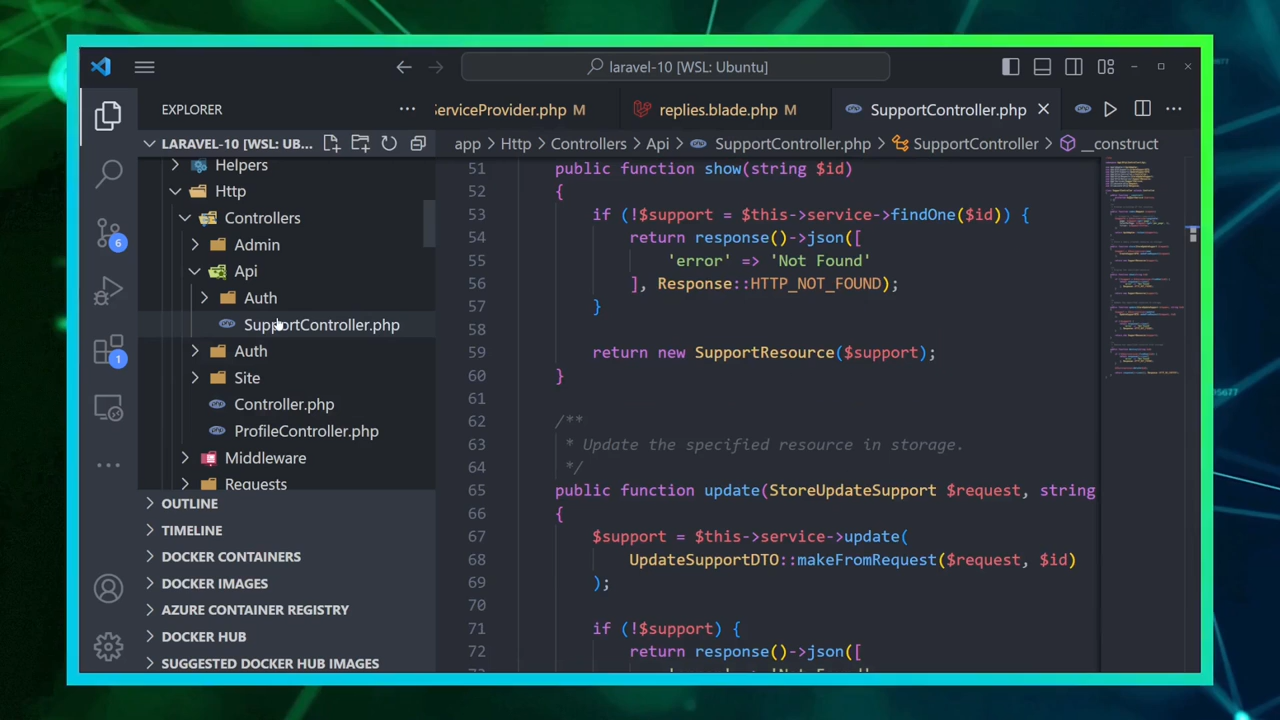 laravel-10 [WSL: Ubuntu]
EXPLORER
ServiceProvider.php M
replies.blade.php M
SupportController.php
LARAVEL-10 [WSL: UB...
app > Http > Controllers > Api > SupportController.php > SupportController > __construct
Helpers
Http
Controllers
Admin
Api
Auth
SupportController.php
Auth
Site
Controller.php
ProfileController.php
Middleware
Requests
OUTLINE
TIMELINE
DOCKER CONTAINERS
DOCKER IMAGES
AZURE CONTAINER REGISTRY
DOCKER HUB
SUGGESTED DOCKER HUB IMAGES
6
1
51 public function show(string $id)
52 {
53 if (!$support = $this->service->findOne($id)) {
54 return response()->json([
55 'error' => 'Not Found'
56 ], Response::HTTP_NOT_FOUND);
57 }
58
59 return new SupportResource($support);
60 }
61
62 /**
63 * Update the specified resource in storage.
64 */
65 public function update(StoreUpdateSupport $request, string
66 {
67 $support = $this->service->update(
68 UpdateSupportDTO::makeFromRequest($request, $id)
69 );
70
71 if (!$support) {
72 return response()->json([